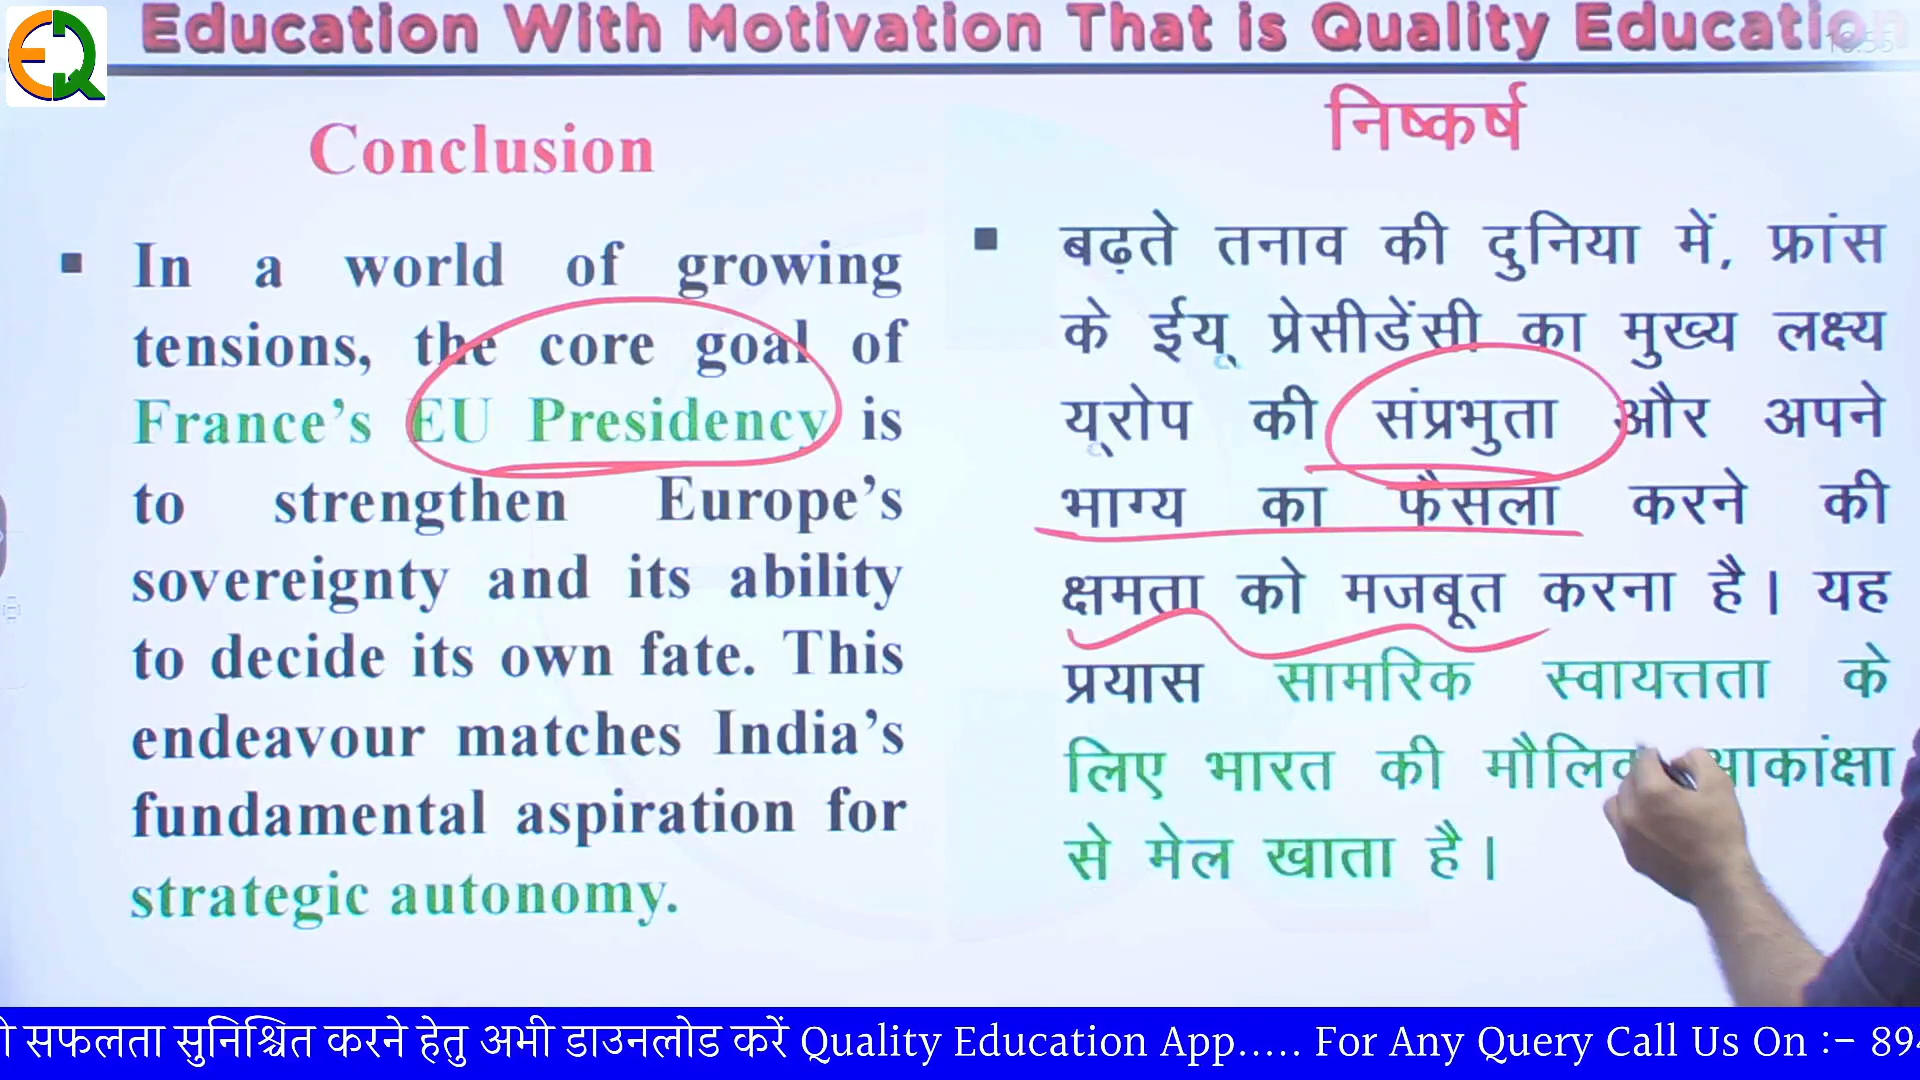 EQ
Education With Motivation That is Quality Education
16:55
Conclusion
In a world of growing
tensions, the core goal of
France's EU Presidency is
to strengthen Europe's
sovereignty and its ability
to decide its own fate. This
endeavour matches India's
fundamental aspiration for
strategic autonomy.
निष्कर्ष
बढ़ते तनाव की दुनिया में, फ्रांस
के ईयू प्रेसीडेंसी का मुख्य लक्ष्य
यूरोप की संप्रभुता और अपने
भाग्य का फैसला करने की
क्षमता को मजबूत करना है। यह
प्रयास सामरिक स्वायत्तता के
लिए भारत की मौलिक आकांक्षा
से मेल खाता है।
सफलता सुनिश्चित करने हेतु अभी डाउनलोड करें Quality Education App..... For Any Query Call Us On :- 89